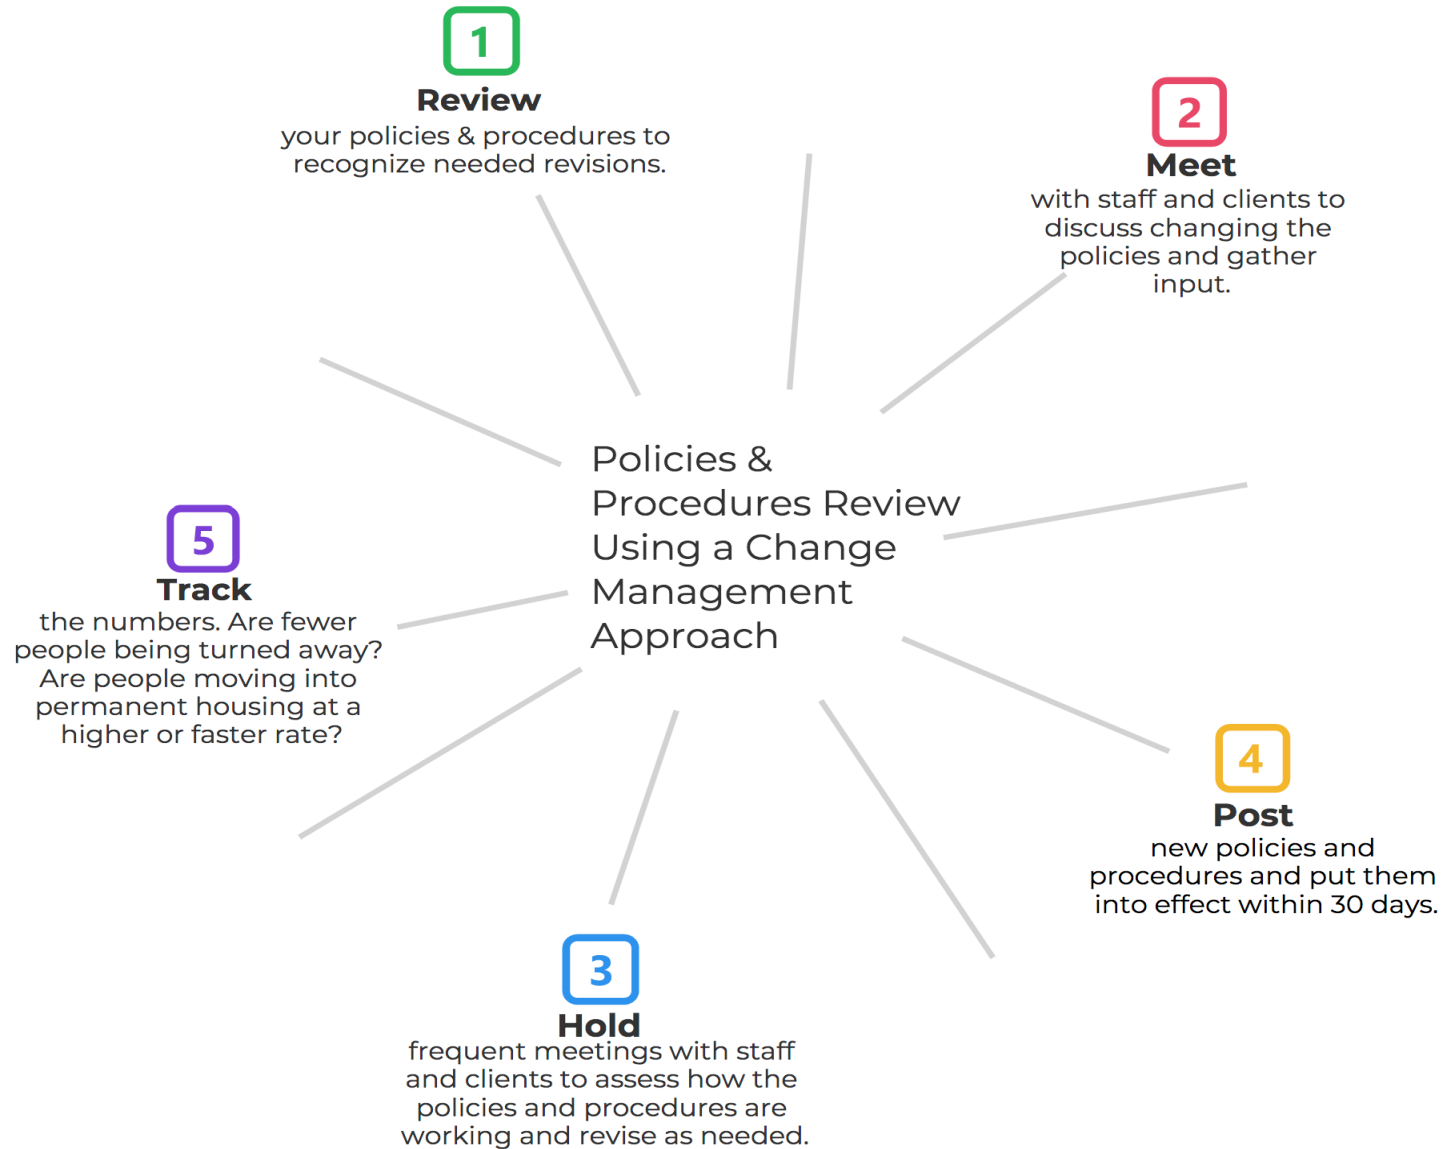 1
Review
your policies & procedures to
recognize needed revisions.
2
Meet
with staff and clients to
discuss changing the
policies and gather
input.
Policies &
Procedures Review
Using a Change
Management
Approach
5
Track
the numbers. Are fewer
people being turned away?
Are people moving into
permanent housing at a
higher or faster rate?
4
Post
new policies and
procedures and put them
into effect within 30 days.
3
Hold
frequent meetings with staff
and clients to assess how the
policies and procedures are
working and revise as needed.